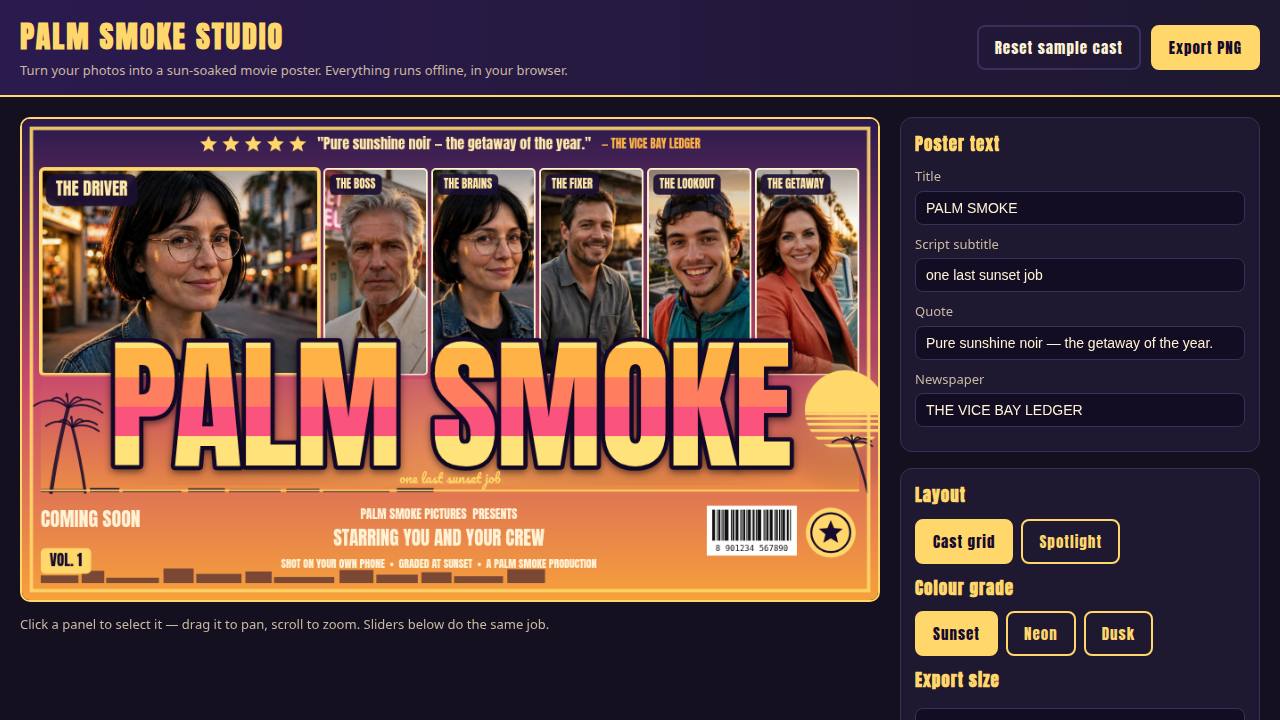 PALM SMOKE STUDIO
Turn your photos into a sun-soaked movie poster. Everything runs offline, in your browser.
Reset sample cast
Export PNG
★★★★★ "Pure sunshine noir — the getaway of the year." — THE VICE BAY LEDGER
THE DRIVER
THE BOSS
THE BRAINS
THE FIXER
THE LOOKOUT
THE GETAWAY
PALM SMOKE
one last sunset job
COMING SOON
PALM SMOKE PICTURES PRESENTS
STARRING YOU AND YOUR CREW
SHOT ON YOUR OWN PHONE • GRADED AT SUNSET • A PALM SMOKE PRODUCTION
VOL. 1
8 901234 567890
Click a panel to select it — drag it to pan, scroll to zoom. Sliders below do the same job.
Poster text
Title
PALM SMOKE
Script subtitle
one last sunset job
Quote
Pure sunshine noir — the getaway of the year.
Newspaper
THE VICE BAY LEDGER
Layout
Cast grid
Spotlight
Colour grade
Sunset
Neon
Dusk
Export size